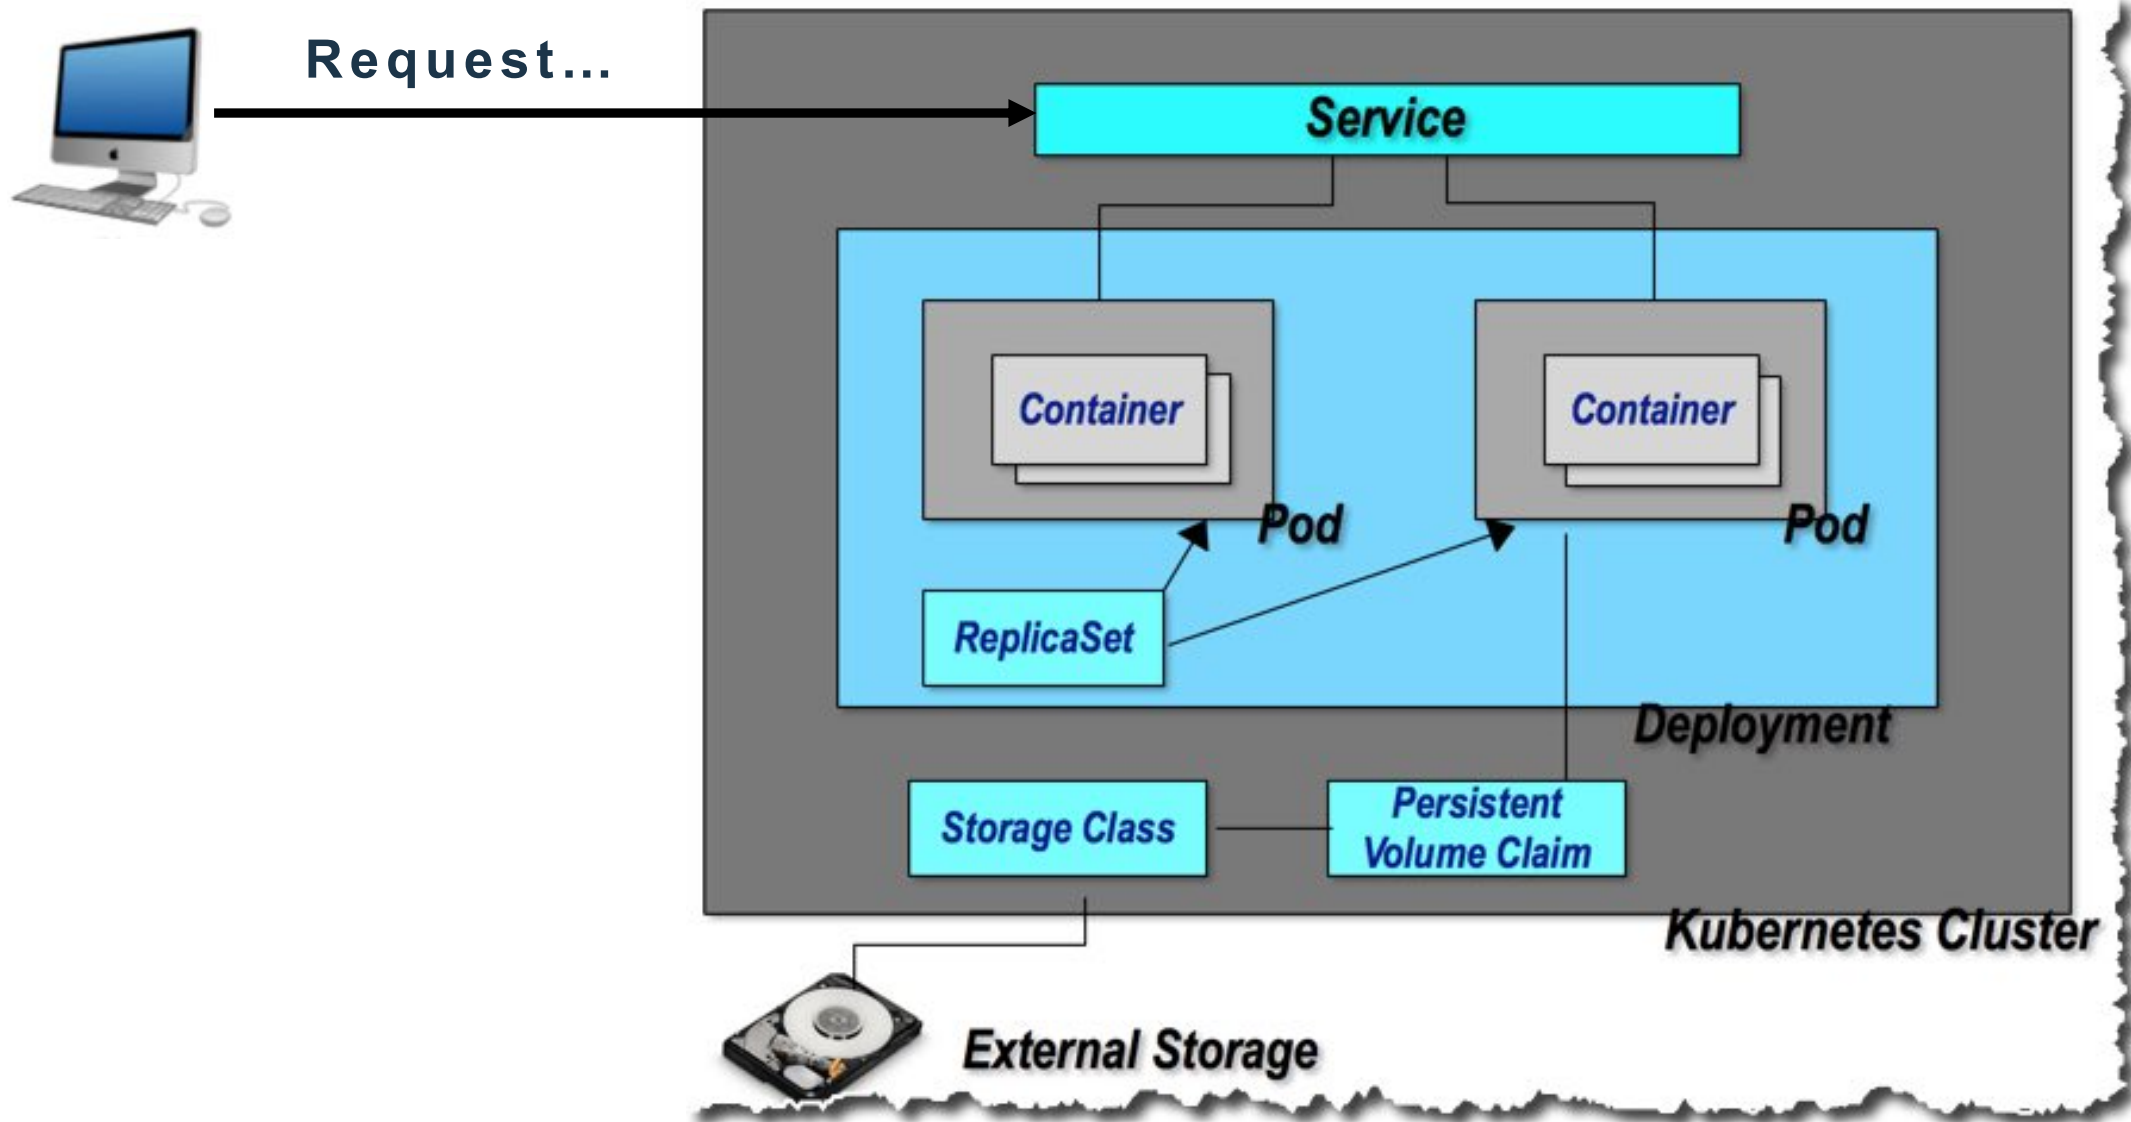 Request...
Service
Container
Container
Pod
Pod
ReplicaSet
Deployment
Storage Class
Persistent
Volume Claim
Kubernetes Cluster
External Storage